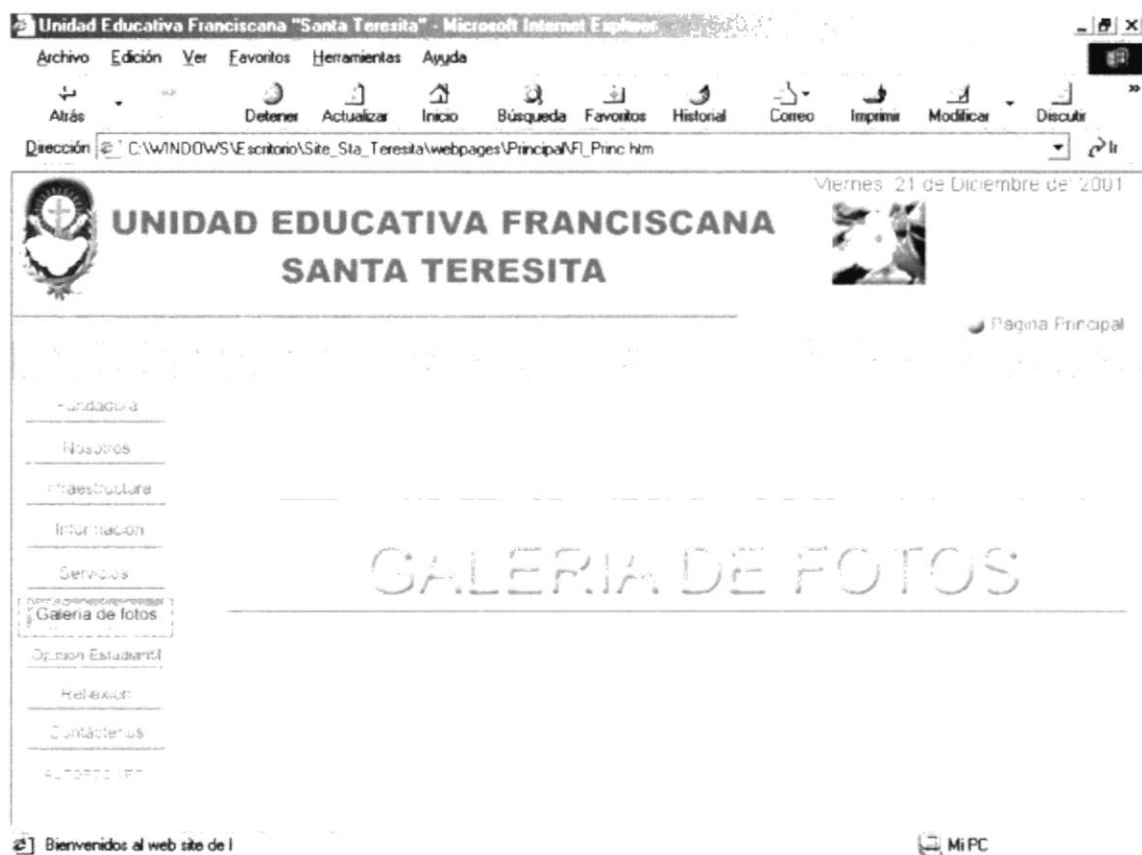 Unidad Educativa Franciscana "Santa Teresita" - Microsoft Internet Explorer
Archivo Edición Ver Favoritos Herramientas Ayuda
Atrás Detener Actualizar Inicio Búsqueda Favoritos Historial Correo Imprimir Modificar Discutir »
Dirección C:\WINDOWS\Escritorio\Site_Sta_Teresita\webpages\Principal\Fl_Princ.htm Ir
Viernes 21 de Diciembre de 2001
UNIDAD EDUCATIVA FRANCISCANA
SANTA TERESITA
Pagina Principal
Fundadora
Nosotros
Infraestructura
Información
Servicios
Galeria de fotos
Opinion Estudiantil
Reflexion
Contáctenos
GALERIA DE FOTOS
Bienvenidos al web site de l Mi PC